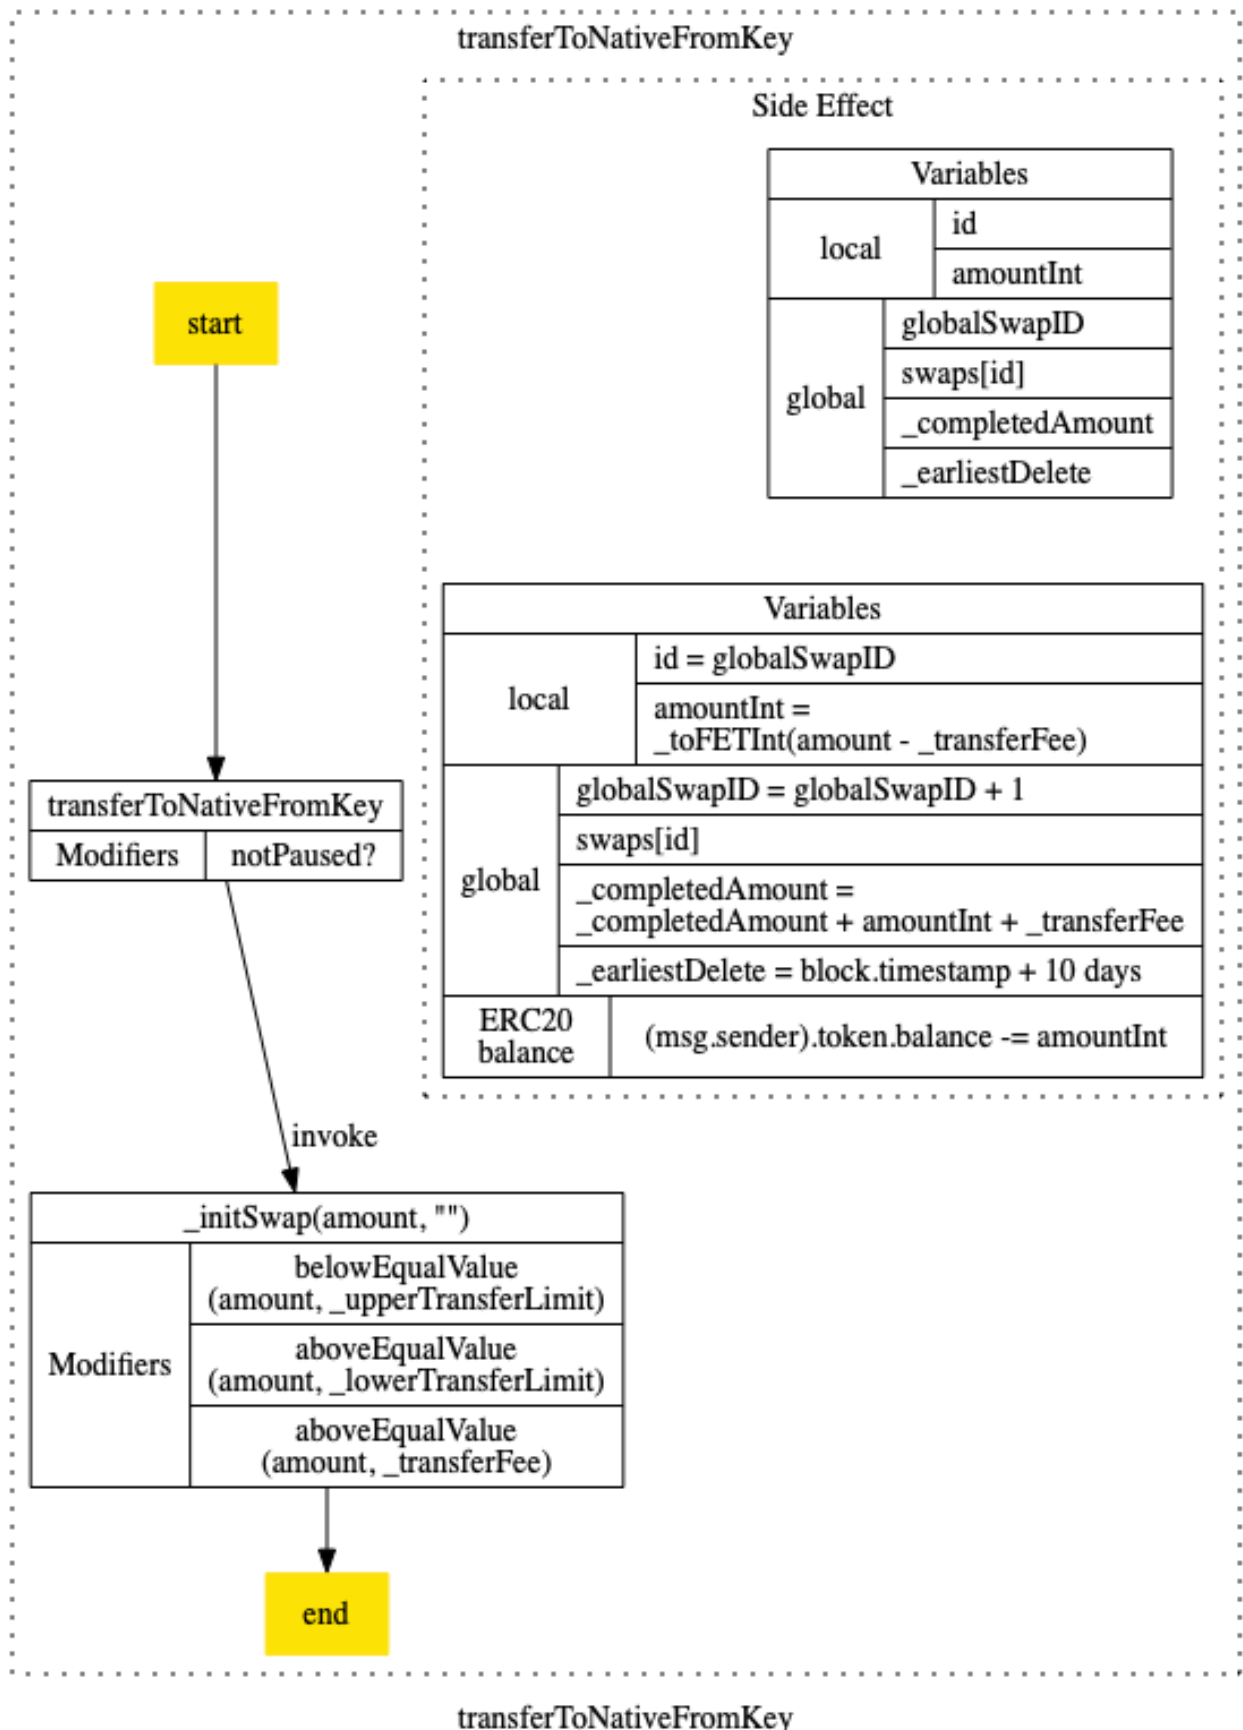 transferToNativeFromKey
Side Effect
Variables
local
id
amountInt
global
globalSwapID
swaps[id]
_completedAmount
_earliestDelete
start
Variables
local
id = globalSwapID
amountInt =
_toFETInt(amount - _transferFee)
global
globalSwapID = globalSwapID + 1
swaps[id]
_completedAmount =
_completedAmount + amountInt + _transferFee
_earliestDelete = block.timestamp + 10 days
ERC20
balance
(msg.sender).token.balance -= amountInt
transferToNativeFromKey
Modifiers
notPaused?
invoke
_initSwap(amount, "")
Modifiers
belowEqualValue
(amount, _upperTransferLimit)
aboveEqualValue
(amount, _lowerTransferLimit)
aboveEqualValue
(amount, _transferFee)
end
transferToNativeFromKey